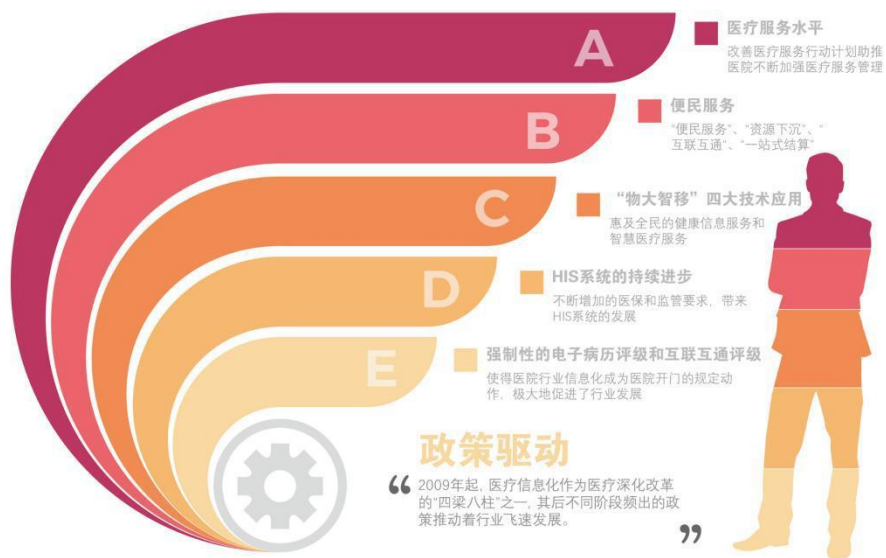 A
医疗服务水平
改善医疗服务行动计划助推
医院不断加强医疗服务管理
B
便民服务
“便民服务”、“资源下沉”、“
互联互通”、“一站式结算”
C
“物大智移”四大技术应用
惠及全民的健康信息服务和
智慧医疗服务
D
HIS系统的持续进步
不断增加的医保和监管要求，带来
HIS系统的发展
E
强制性的电子病历评级和互联互通评级
使得医院行业信息化成为医院开门的规定动
作，极大地促进了行业发展
政策驱动
“ 2009年起，医疗信息化作为医疗深化改革
的“四梁八柱”之一，其后不同阶段频出的政
策推动着行业飞速发展。 ”